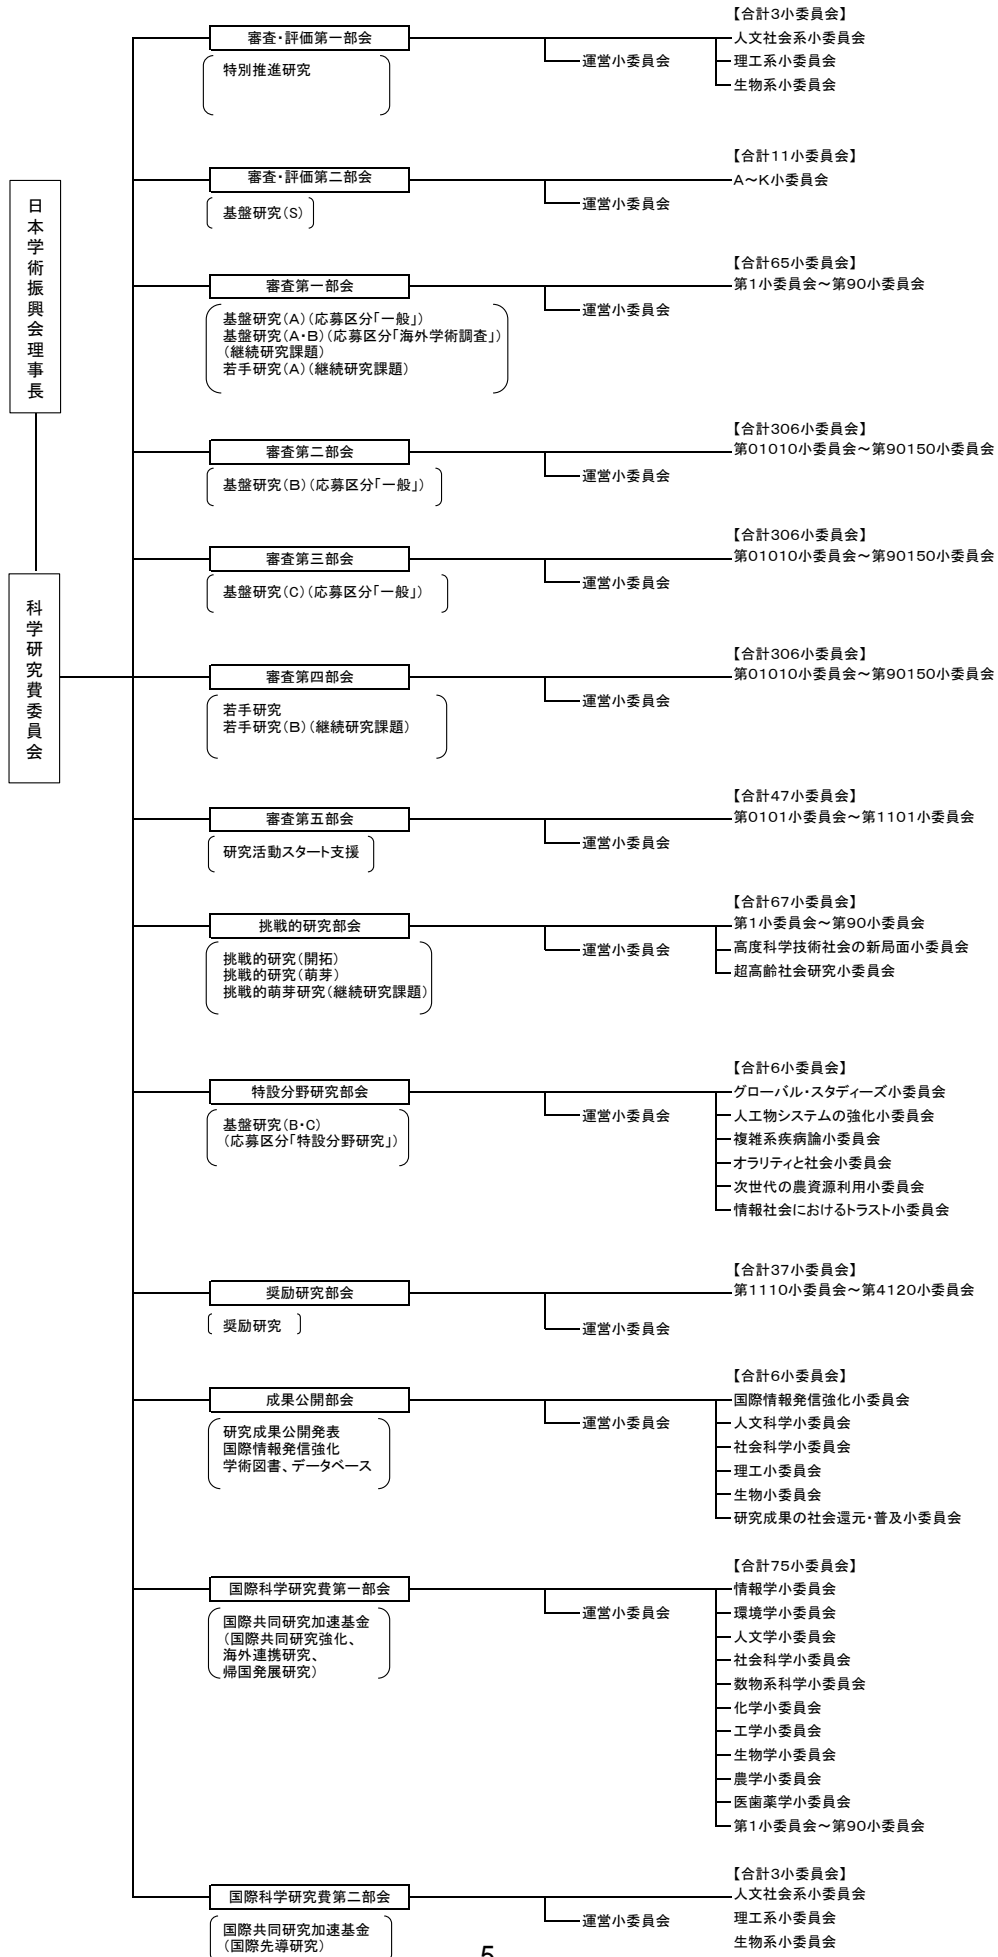 日本学術振興会理事長
科学研究費委員会
審査・評価第一部会
特別推進研究
運営小委員会
【合計3小委員会】
人文社会系小委員会
理工系小委員会
生物系小委員会
審査・評価第二部会
基盤研究(S)
運営小委員会
【合計11小委員会】
A～K小委員会
審査第一部会
基盤研究(A)(応募区分「一般」)
基盤研究(A・B)(応募区分「海外学術調査」)
(継続研究課題)
若手研究(A)(継続研究課題)
運営小委員会
【合計65小委員会】
第1小委員会～第90小委員会
審査第二部会
基盤研究(B)(応募区分「一般」)
運営小委員会
【合計306小委員会】
第01010小委員会～第90150小委員会
審査第三部会
基盤研究(C)(応募区分「一般」)
運営小委員会
【合計306小委員会】
第01010小委員会～第90150小委員会
審査第四部会
若手研究
若手研究(B)(継続研究課題)
運営小委員会
【合計306小委員会】
第01010小委員会～第90150小委員会
審査第五部会
研究活動スタート支援
運営小委員会
【合計47小委員会】
第0101小委員会～第1101小委員会
挑戦的研究部会
挑戦的研究(開拓)
挑戦的研究(萌芽)
挑戦的萌芽研究(継続研究課題)
運営小委員会
【合計67小委員会】
第1小委員会～第90小委員会
高度科学技術社会の新局面小委員会
超高齢社会研究小委員会
特設分野研究部会
基盤研究(B・C)
(応募区分「特設分野研究」)
運営小委員会
【合計6小委員会】
グローバル・スタディーズ小委員会
人工物システムの強化小委員会
複雑系疾病論小委員会
オラリティと社会小委員会
次世代の農資源利用小委員会
情報社会におけるトラスト小委員会
奨励研究部会
奨励研究
運営小委員会
【合計37小委員会】
第1110小委員会～第4120小委員会
成果公開部会
研究成果公開発表
国際情報発信強化
学術図書、データベース
運営小委員会
【合計6小委員会】
国際情報発信強化小委員会
人文科学小委員会
社会科学小委員会
理工小委員会
生物小委員会
研究成果の社会還元・普及小委員会
国際科学研究費第一部会
国際共同研究加速基金
(国際共同研究強化、
海外連携研究、
帰国発展研究)
運営小委員会
【合計75小委員会】
情報学小委員会
環境学小委員会
人文学小委員会
社会科学小委員会
数物系科学小委員会
化学小委員会
工学小委員会
生物学小委員会
農学小委員会
医歯薬学小委員会
第1小委員会～第90小委員会
国際科学研究費第二部会
国際共同研究加速基金
(国際先導研究)
運営小委員会
【合計3小委員会】
人文社会系小委員会
理工系小委員会
生物系小委員会
5